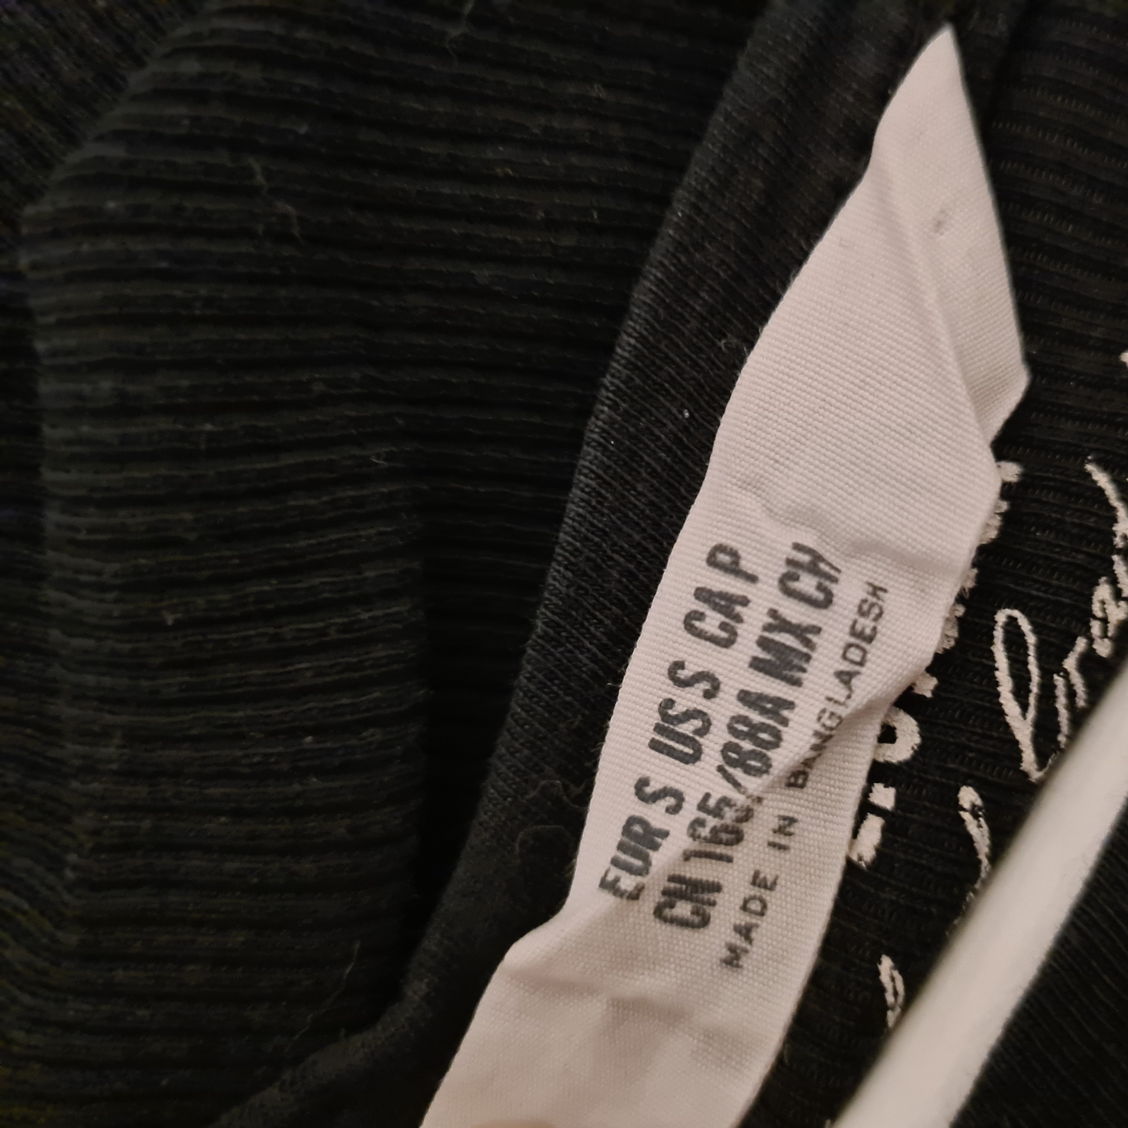 EUR S US S CA P
CN 165/88A MX CH
MADE IN BANGLADESH